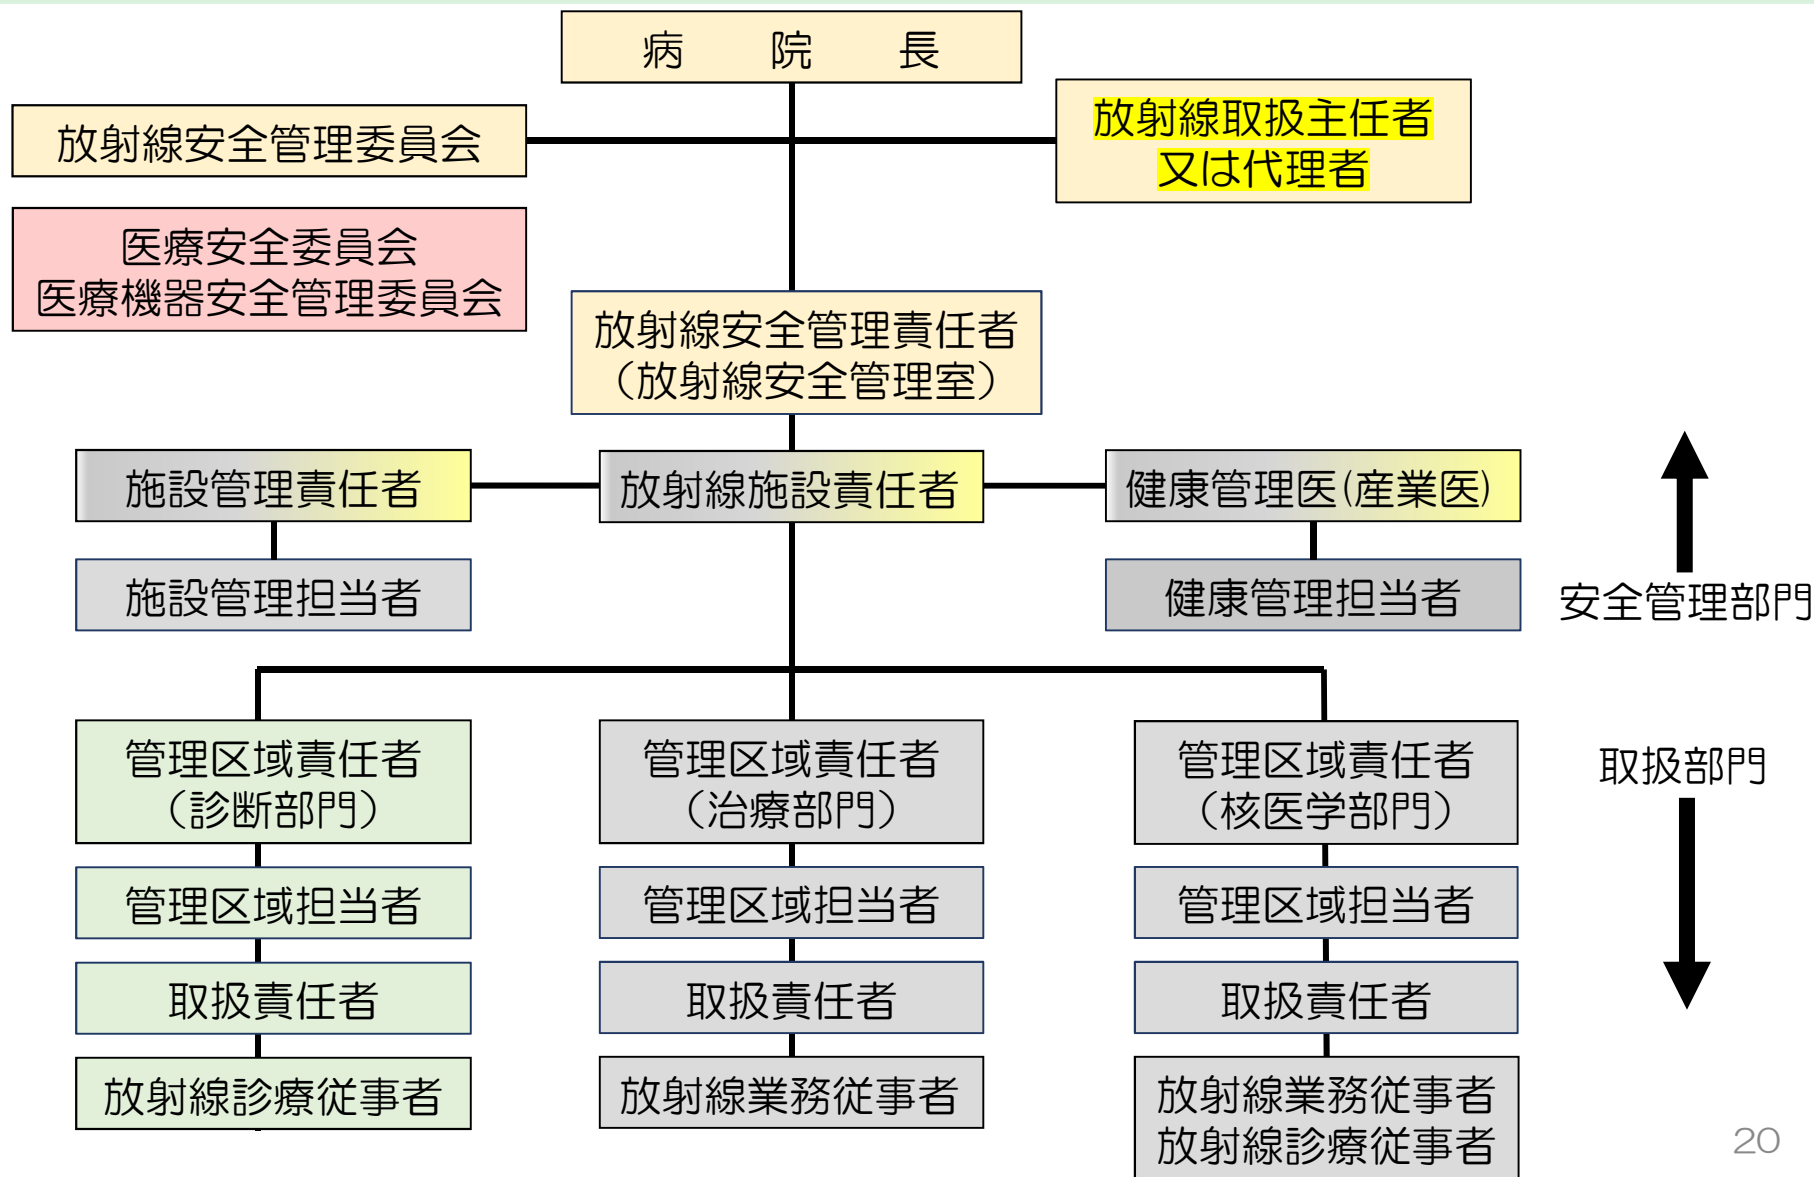 病院長
放射線安全管理委員会
放射線取扱主任者
又は代理者
医療安全委員会
医療機器安全管理委員会
放射線安全管理責任者
（放射線安全管理室）
施設管理責任者
放射線施設責任者
健康管理医(産業医)
施設管理担当者
健康管理担当者
安全管理部門
管理区域責任者
（診断部門）
管理区域責任者
（治療部門）
管理区域責任者
（核医学部門）
取扱部門
管理区域担当者
管理区域担当者
管理区域担当者
取扱責任者
取扱責任者
取扱責任者
放射線診療従事者
放射線業務従事者
放射線業務従事者
放射線診療従事者
20